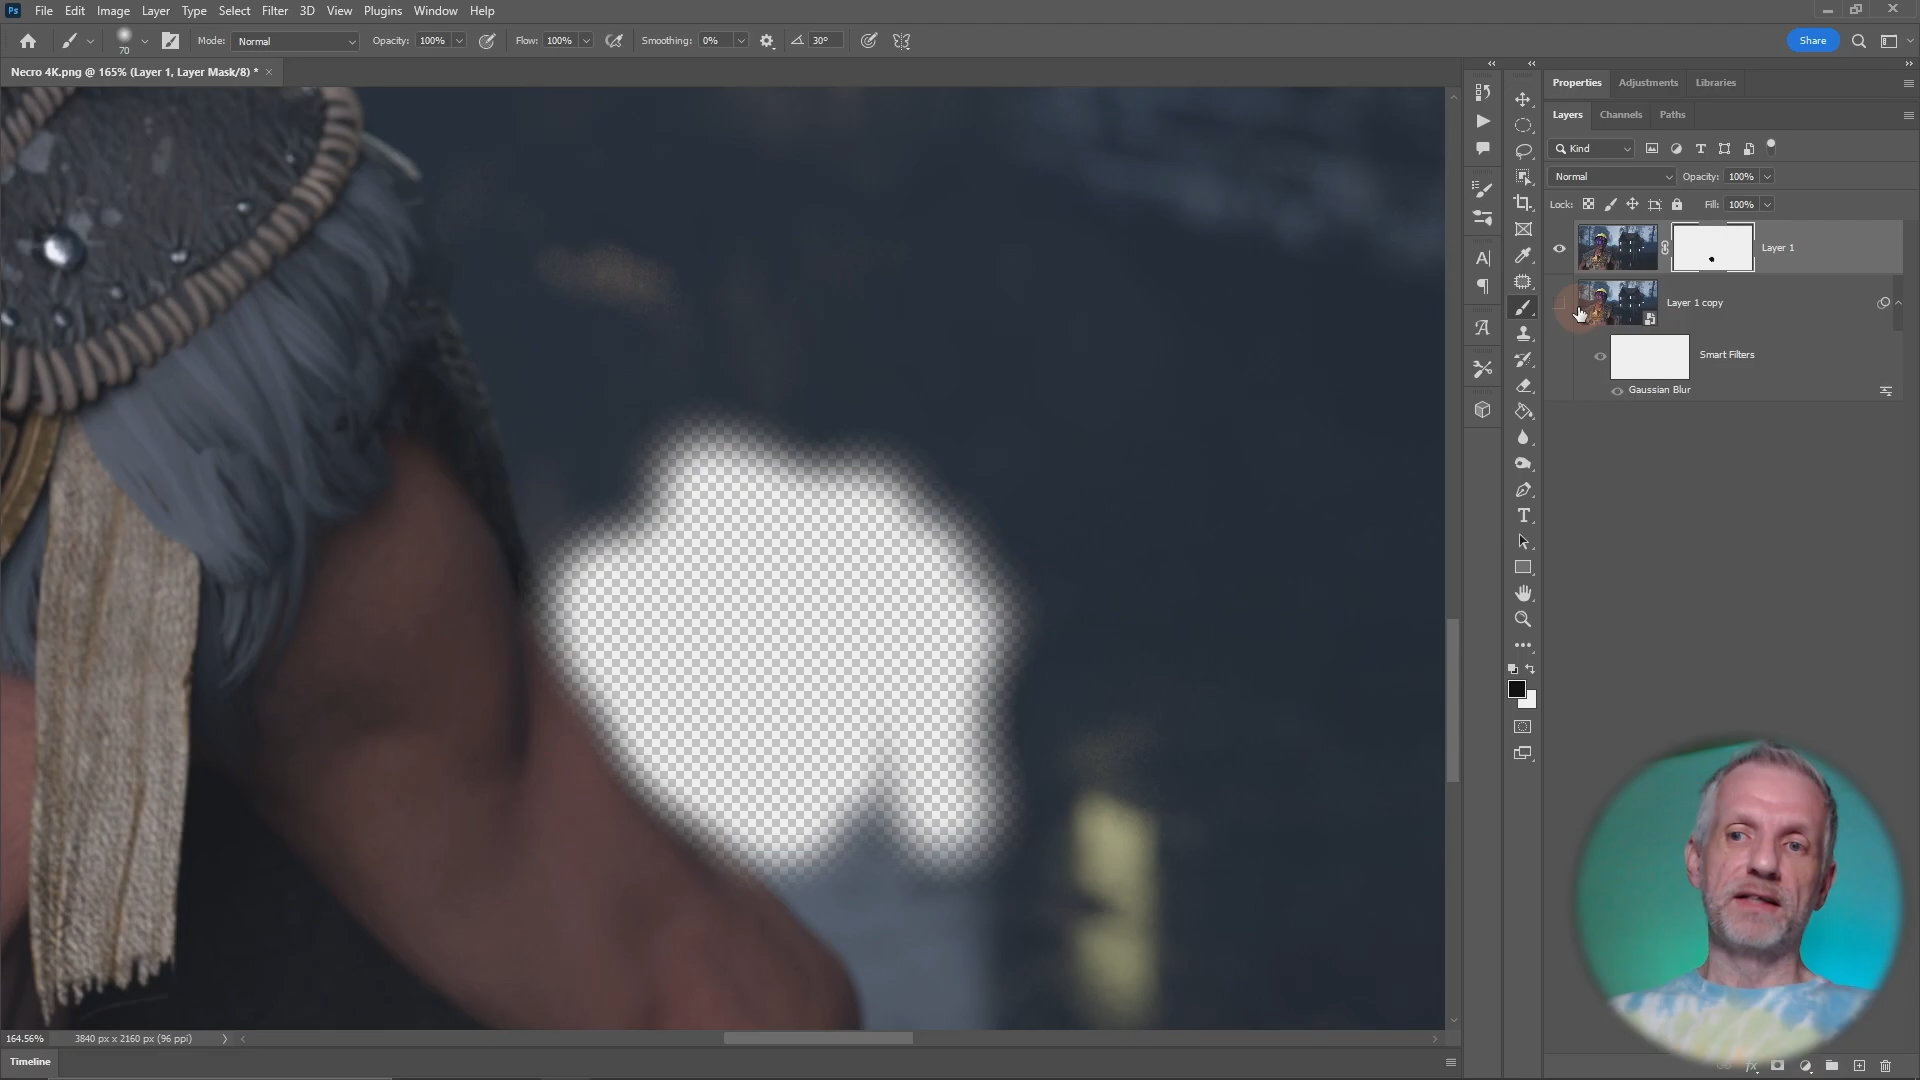 Ps File Edit Image Layer Type Select Filter 3D View Plugins Window Help
70 Mode: Normal Opacity: 100% Flow: 100% Smoothing: 0% 30° Share
Necro 4K.png @ 165% (Layer 1, Layer Mask/8) * ×
Properties Adjustments Libraries
Layers Channels Paths
Kind
Normal Opacity: 100%
Lock: Fill: 100%
Layer 1
Layer 1 copy
Smart Filters
Gaussian Blur
164.56% 3840 px x 2160 px (96 ppi)
Timeline